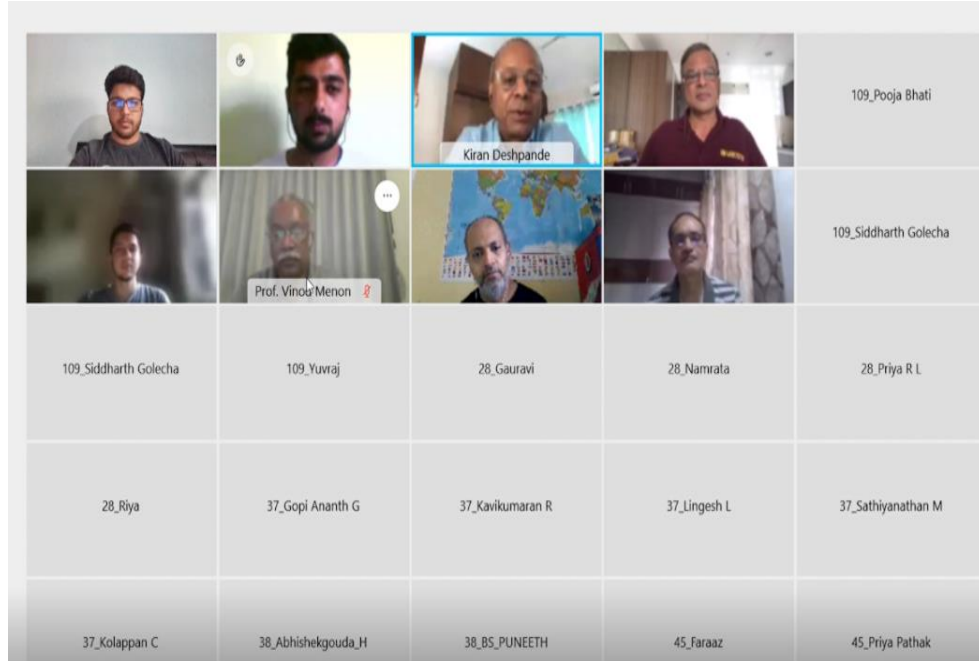 109_Pooja Bhati
Kiran Deshpande
109_Siddharth Golecha
Prof. Vinod Menon
109_Siddharth Golecha
109_Yuvraj
28_Gauravi
28_Namrata
28_Priya R L
28_Riya
37_Gopi Ananth G
37_Kavikumaran R
37_Lingesh L
37_Sathiyanathan M
37_Kolappan C
38_Abhishekgouda_H
38_BS_PUNEETH
45_Faraaz
45_Priya Pathak